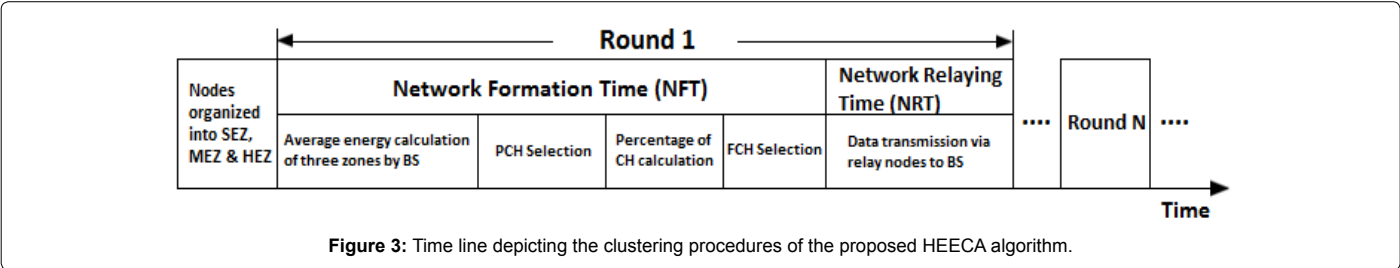 Round 1
Nodes
organized
into SEZ,
MEZ & HEZ
Network Formation Time (NFT)
Network Relaying
Time (NRT)
Average energy calculation
of three zones by BS
PCH Selection
Percentage of
CH calculation
FCH Selection
Data transmission via
relay nodes to BS
....
Round N
....
Time
Figure 3: Time line depicting the clustering procedures of the proposed HEECA algorithm.